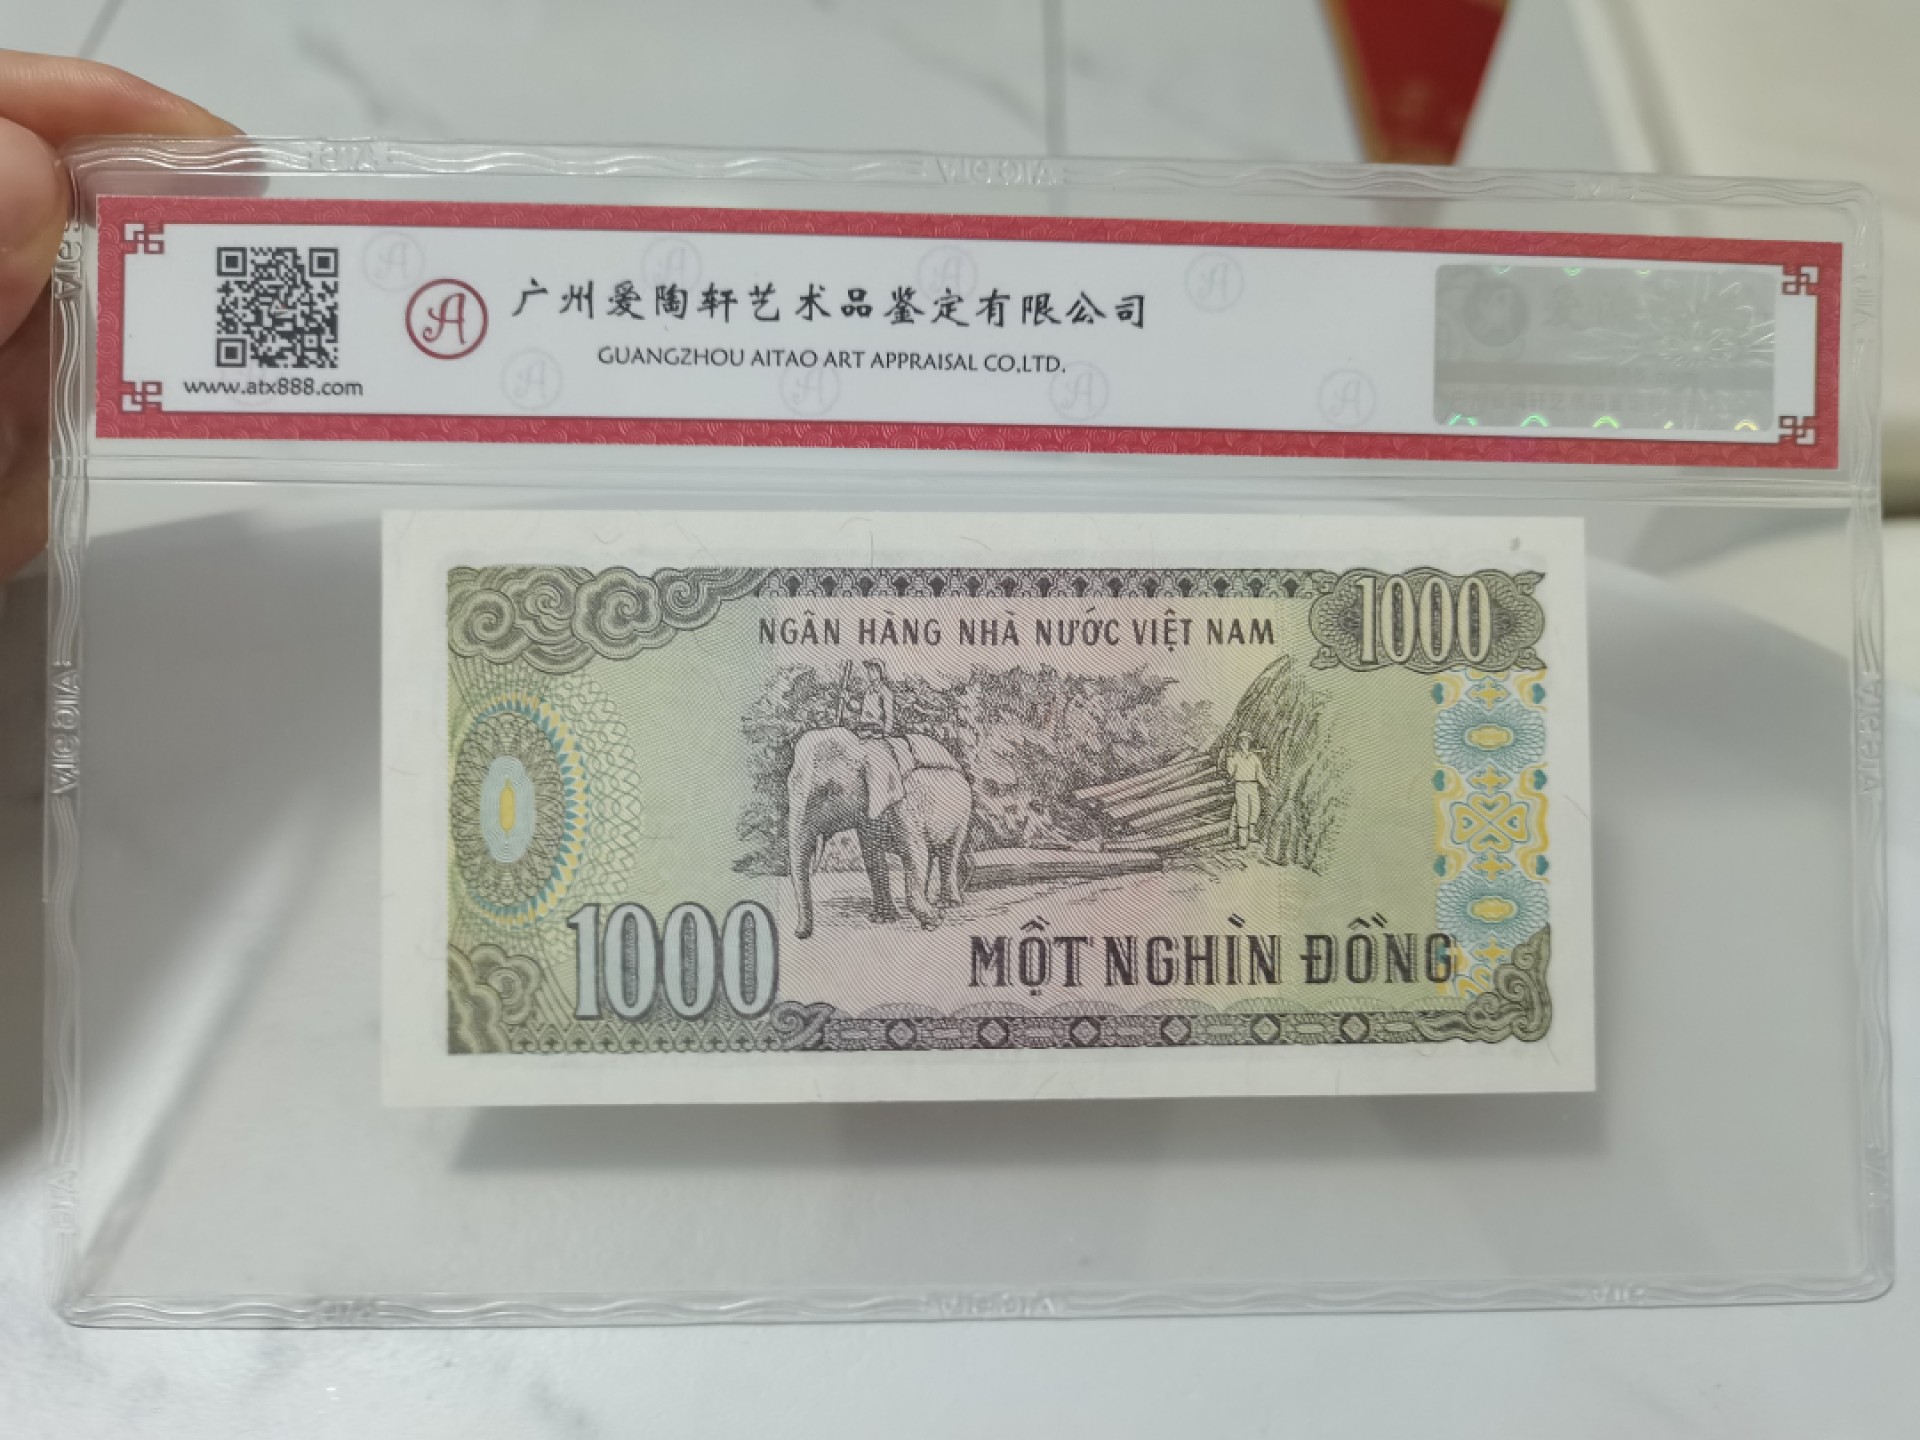 广州爱陶轩艺术品鉴定有限公司
GUANGZHOU AITAO ART APPRAISAL CO.LTD.
www.atx888.com
NGÂN HÀNG NHÀ NƯỚC VIỆT NAM
1000
1000
MỘT NGHÌN ĐỒNG